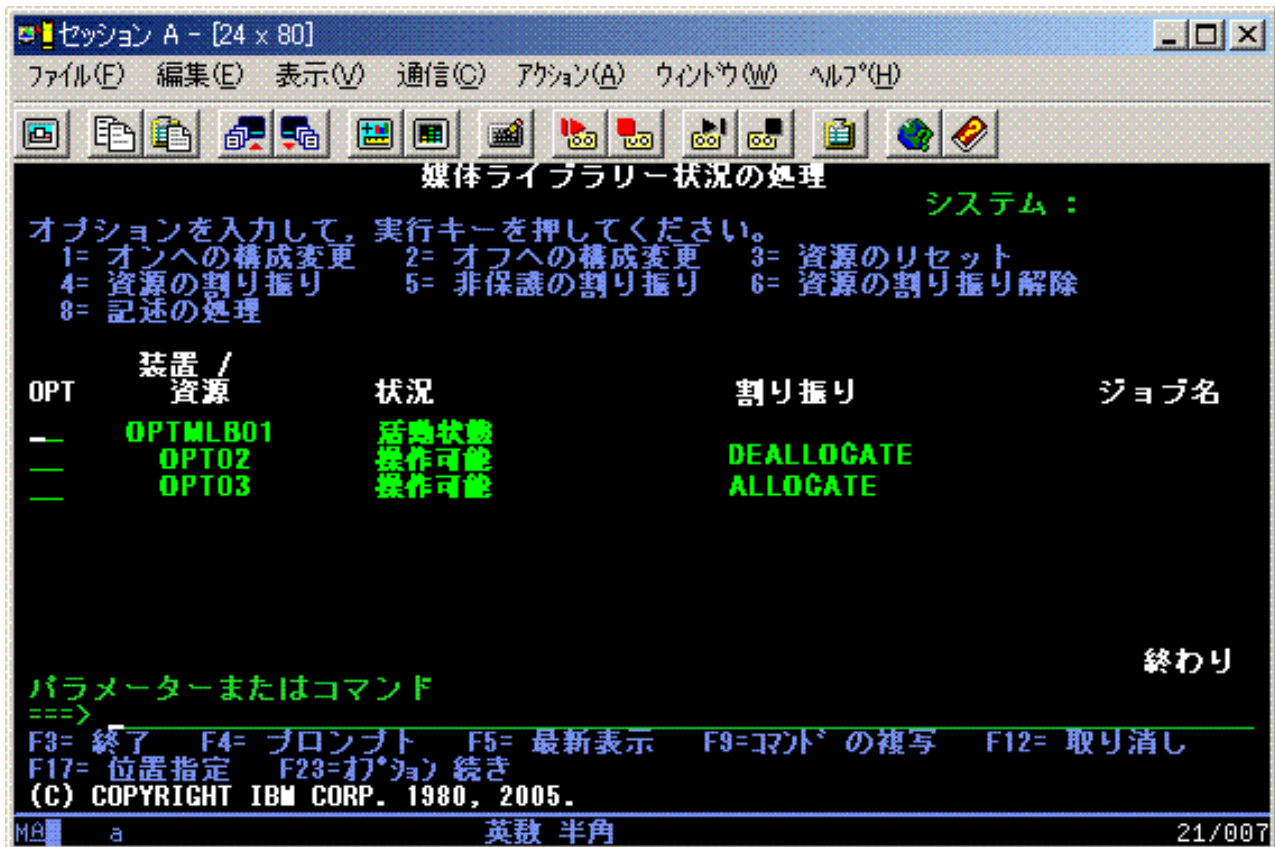 セッション A - [24 x 80]
ファイル(F) 編集(E) 表示(V) 通信(C) アクション(A) ウィンドウ(W) ヘルプ(H)
媒体ライブラリー状況の処理
システム :
オプションを入力して, 実行キーを押してください。
1= オンへの構成変更 2= オフへの構成変更 3= 資源のリセット
4= 資源の割り振り 5= 非保護の割り振り 6= 資源の割り振り解除
8= 記述の処理
装置 /
OPT 資源 状況 割り振り ジョブ名
__ OPTMLB01 活動状態
__ OPT02 操作可能 DEALLOCATE
__ OPT03 操作可能 ALLOCATE
終わり
パラメーターまたはコマンド
===>
F3= 終了 F4= プロンプト F5= 最新表示 F9=コマンド の複写 F12= 取り消し
F17= 位置指定 F23=オプション 続き
(C) COPYRIGHT IBM CORP. 1980, 2005.
MA a 英数 半角 21/007